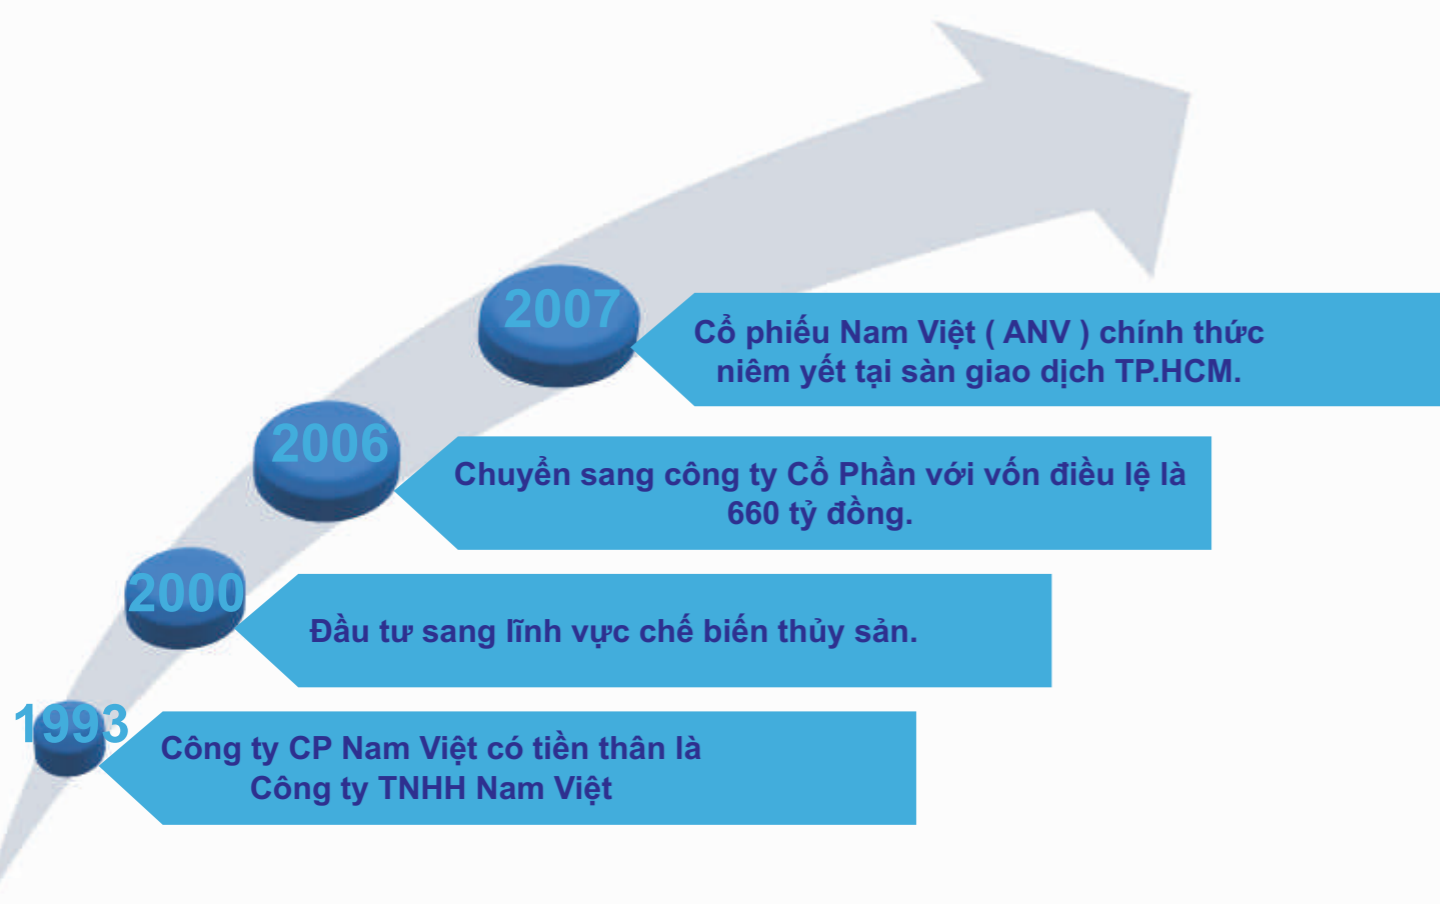 2007
Cổ phiếu Nam Việt ( ANV ) chính thức
niêm yết tại sàn giao dịch TP.HCM.
2006
Chuyển sang công ty Cổ Phần với vốn điều lệ là
660 tỷ đồng.
2000
Đầu tư sang lĩnh vực chế biến thủy sản.
1993
Công ty CP Nam Việt có tiền thân là
Công ty TNHH Nam Việt